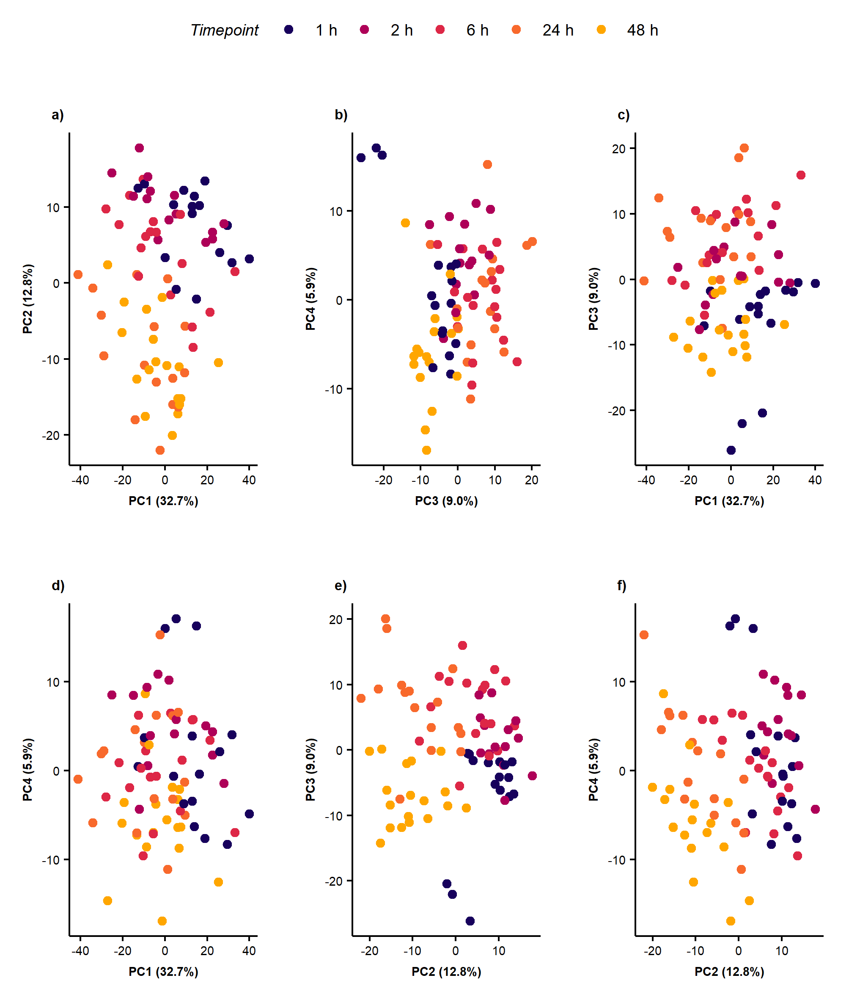 Timepoint 1 h 2 h 6 h 24 h 48 h
a) b) c)
10
0
-10
-20
PC2 (12.8%)
-40 -20 0 20 40
PC1 (32.7%)
10
0
-10
PC4 (5.9%)
-20 -10 0 10 20
PC3 (9.0%)
20
10
0
-10
-20
PC3 (9.0%)
-40 -20 0 20 40
PC1 (32.7%)
d) e) f)
10
0
-10
PC4 (5.9%)
-40 -20 0 20 40
PC1 (32.7%)
20
10
0
-10
-20
PC3 (9.0%)
-20 -10 0 10
PC2 (12.8%)
10
0
-10
PC4 (5.9%)
-20 -10 0 10
PC2 (12.8%)